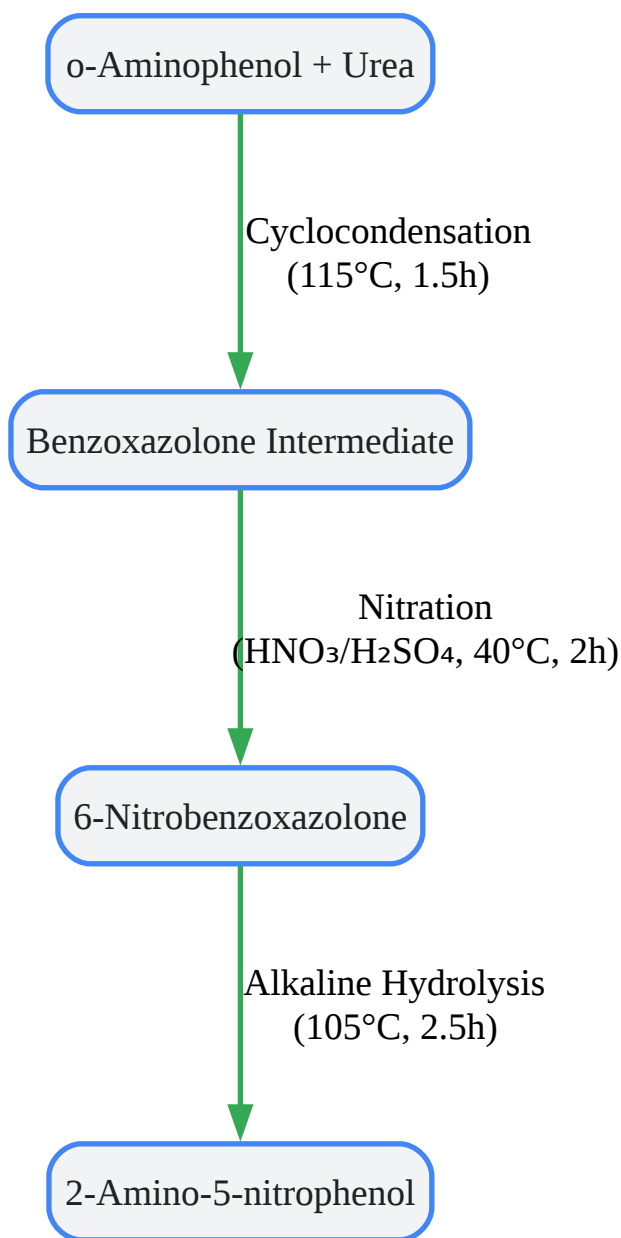 o-Aminophenol + Urea
Cyclocondensation
(115°C, 1.5h)
Benzoxazolone Intermediate
Nitration
(HNO₃/H₂SO₄, 40°C, 2h)
6-Nitrobenzoxazolone
Alkaline Hydrolysis
(105°C, 2.5h)
2-Amino-5-nitrophenol